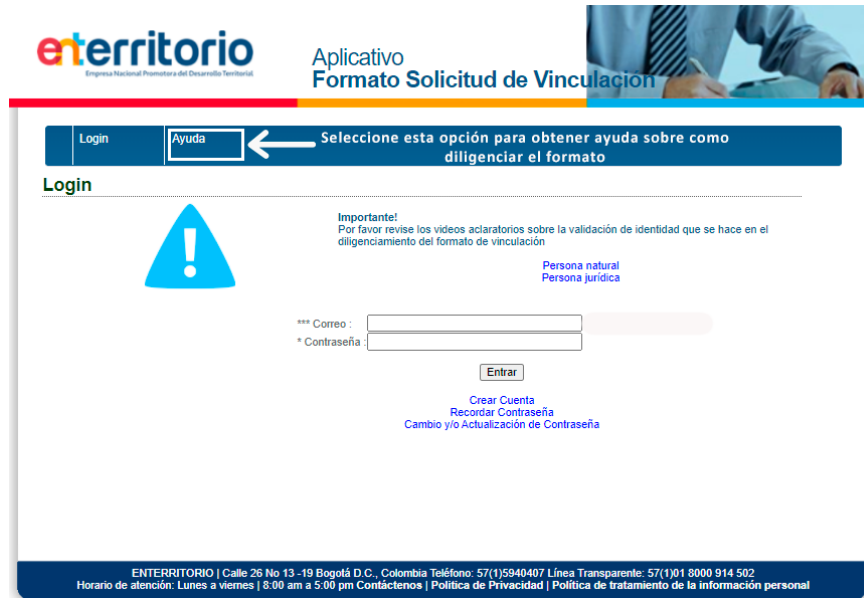 enterritorio
Empresa Nacional Promotora del Desarrollo Territorial
Aplicativo
Formato Solicitud de Vinculación
Login
Ayuda
Seleccione esta opción para obtener ayuda sobre como
diligenciar el formato
Login
Importante!
Por favor revise los videos aclaratorios sobre la validación de identidad que se hace en el
diligenciamiento del formato de vinculación
Persona natural
Persona jurídica
*** Correo :
* Contraseña :
Entrar
Crear Cuenta
Recordar Contraseña
Cambio y/o Actualización de Contraseña
ENTERRITORIO | Calle 26 No 13 -19 Bogotá D.C., Colombia Teléfono: 57(1)5940407 Línea Transparente: 57(1)01 8000 914 502
Horario de atención: Lunes a viernes | 8:00 am a 5:00 pm Contáctenos | Politica de Privacidad | Política de tratamiento de la información personal